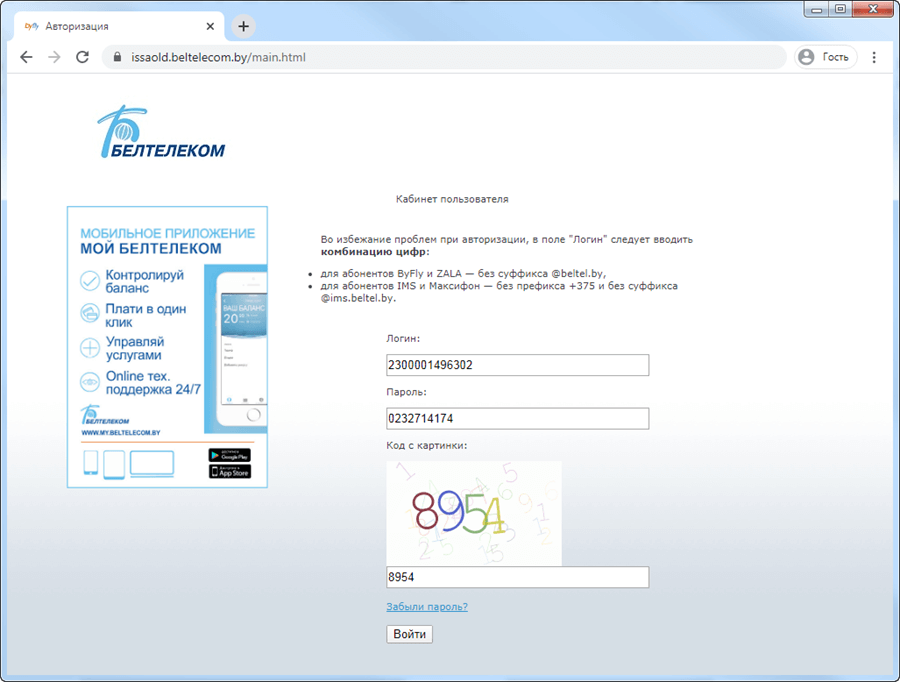 byfly Авторизация
issaold.beltelecom.by/main.html
Гость
БЕЛТЕЛЕКОМ
Кабинет пользователя
МОБИЛЬНОЕ ПРИЛОЖЕНИЕ
МОЙ БЕЛТЕЛЕКОМ
Контролируй
баланс
Плати в один
клик
Управляй
услугами
Online тех.
поддержка 24/7
ВАШ БАЛАНС
20
БЕЛТЕЛЕКОМ
WWW.MY.BELTELECOM.BY
Google Play
App Store
Во избежание проблем при авторизации, в поле "Логин" следует вводить
комбинацию цифр:
для абонентов ByFly и ZALA — без суффикса @beltel.by,
для абонентов IMS и Максифон — без префикса +375 и без суффикса
@ims.beltel.by.
Логин:
2300001496302
Пароль:
0232714174
Код с картинки:
8954
8954
Забыли пароль?
Войти